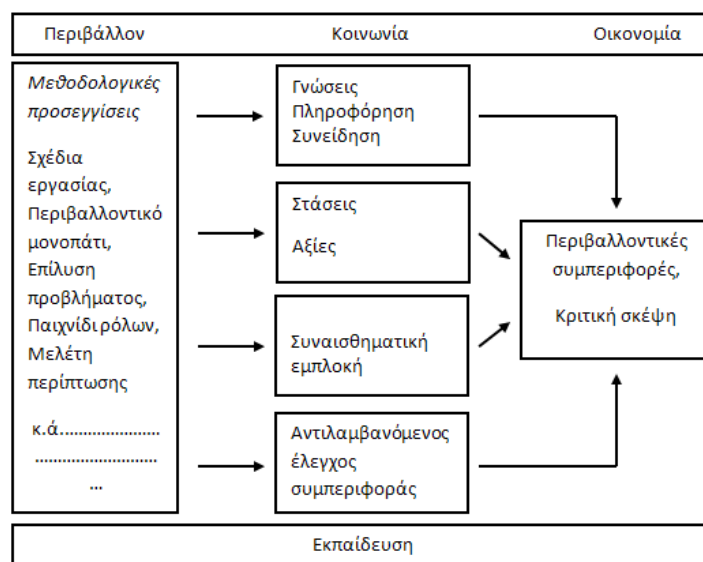 Περιβάλλον Κοινωνία Οικονομία
Μεθοδολογικές
προσεγγίσεις
Σχέδια
εργασίας,
Περιβαλλοντικό
μονοπάτι,
Επίλυση
προβλήματος,
Παιχνίδι ρόλων,
Μελέτη
περίπτωσης
κ.ά......................
...........................
...
Γνώσεις
Πληροφόρηση
Συνείδηση
Στάσεις
Αξίες
Συναισθηματική
εμπλοκή
Αντιλαμβανόμενος
έλεγχος
συμπεριφοράς
Περιβαλλοντικές
συμπεριφορές,
Κριτική σκέψη
Εκπαίδευση